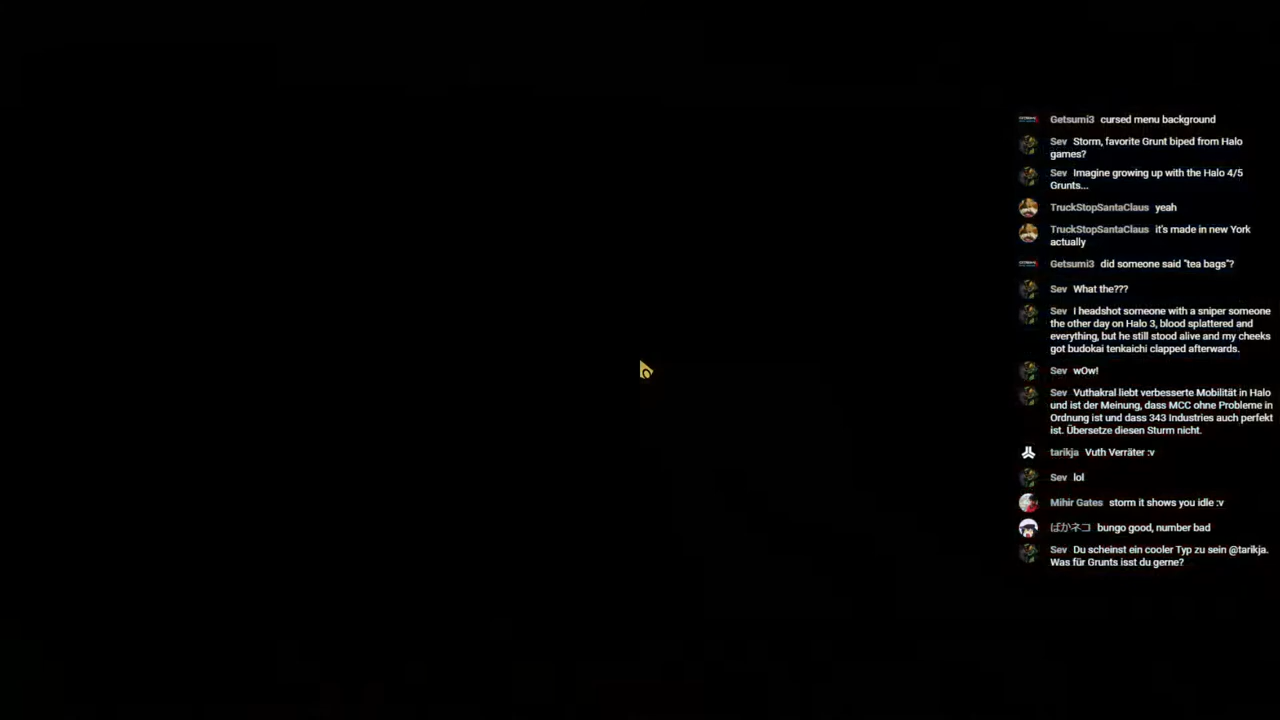 Getsumi3 cursed menu background
Sev Storm, favorite Grunt biped from Halo
games?
Sev Imagine growing up with the Halo 4/5
Grunts...
TruckStopSantaClaus yeah
TruckStopSantaClaus it's made in new York
actually
Getsumi3 did someone said "tea bags"?
Sev What the???
Sev I headshot someone with a sniper someone
the other day on Halo 3, blood splattered and
everything, but he still stood alive and my cheeks
got budokai tenkaichi clapped afterwards.
Sev wOw!
Sev Vuthakral liebt verbesserte Mobilität in Halo
und ist der Meinung, dass MCC ohne Probleme in
Ordnung ist und dass 343 Industries auch perfekt
ist. Übersetze diesen Sturm nicht.
tarikja Vuth Verräter :v
Sev lol
Mihir Gates storm it shows you idle :v
ばかネコ bungo good, number bad
Sev Du scheinst ein cooler Typ zu sein @tarikja.
Was für Grunts isst du gerne?